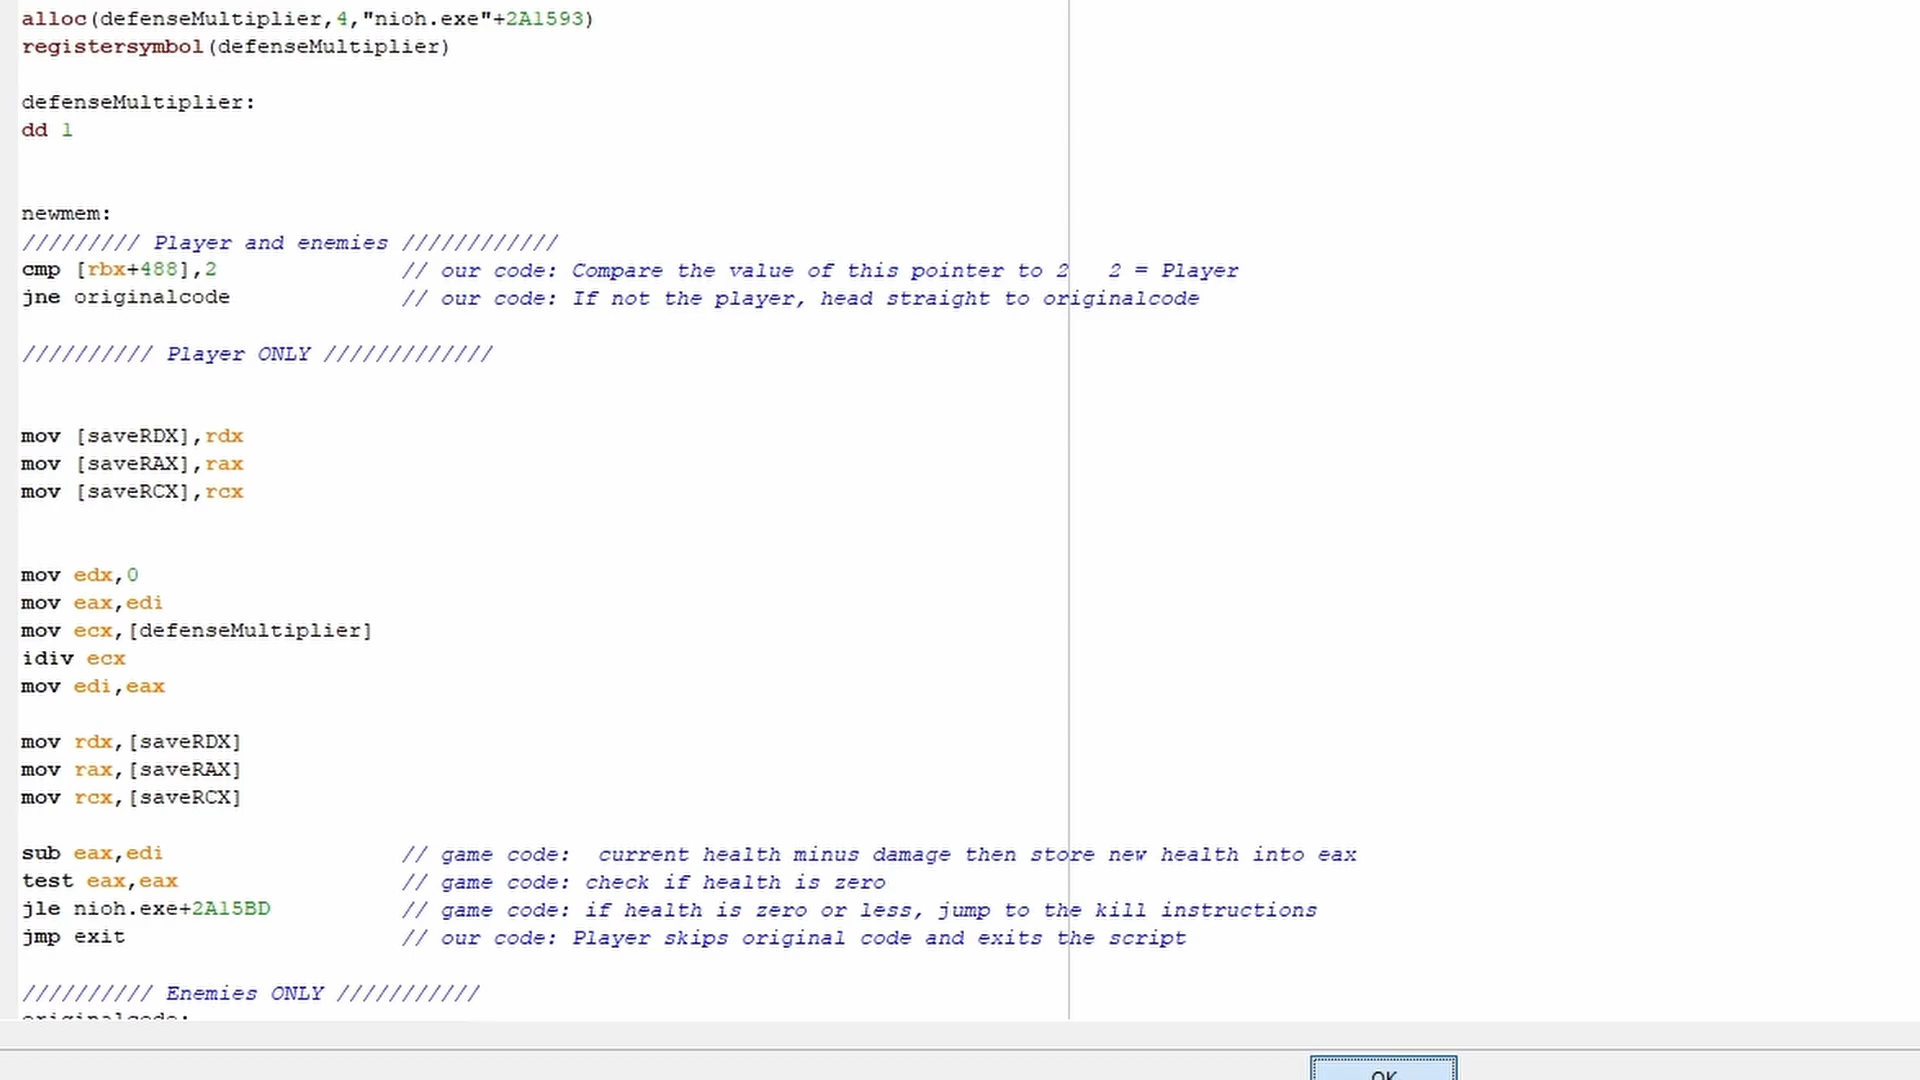 alloc(defenseMultiplier,4,"nioh.exe"+2A1593)
registersymbol(defenseMultiplier)
defenseMultiplier:
dd 1
newmem:
///////// Player and enemies ////////////
cmp [rbx+488],2 // our code: Compare the value of this pointer to 2 2 = Player
jne originalcode // our code: If not the player, head straight to originalcode
////////// Player ONLY /////////////
mov [saveRDX],rdx
mov [saveRAX],rax
mov [saveRCX],rcx
mov edx,0
mov eax,edi
mov ecx,[defenseMultiplier]
idiv ecx
mov edi,eax
mov rdx,[saveRDX]
mov rax,[saveRAX]
mov rcx,[saveRCX]
sub eax,edi // game code: current health minus damage then store new health into eax
test eax,eax // game code: check if health is zero
jle nioh.exe+2A15BD // game code: if health is zero or less, jump to the kill instructions
jmp exit // our code: Player skips original code and exits the script
////////// Enemies ONLY ///////////
originalcode:
OK